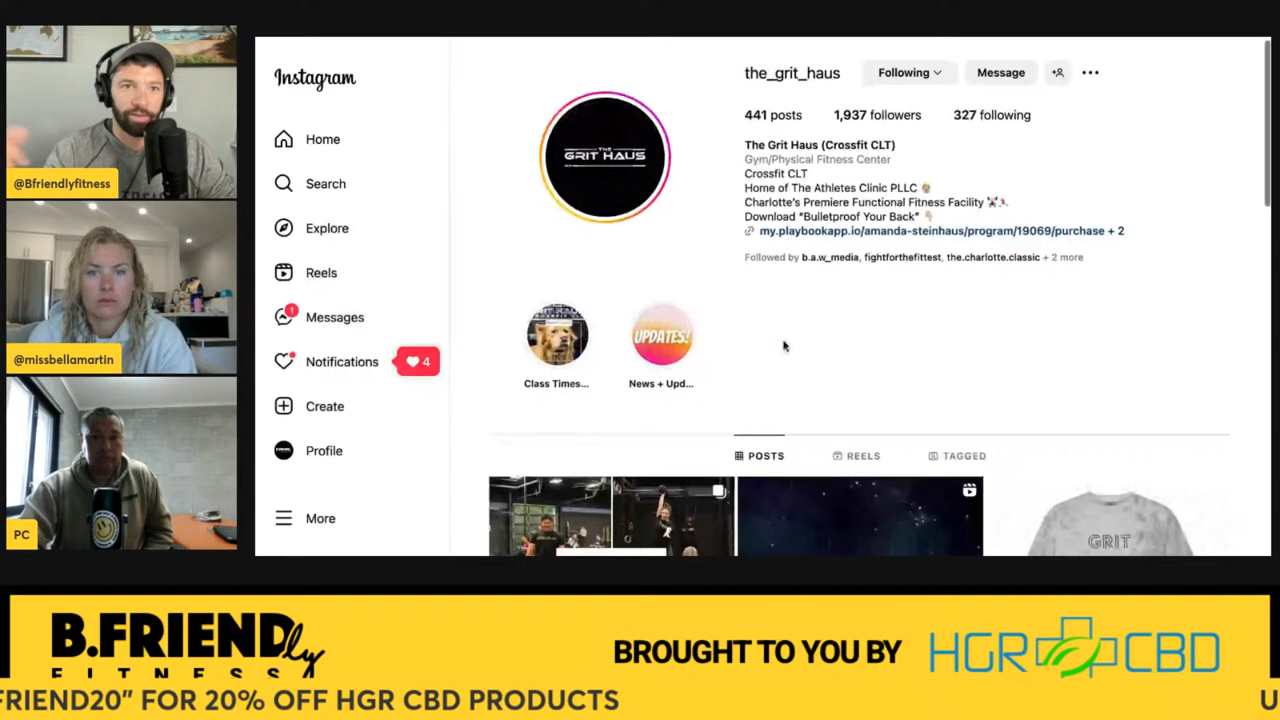 @Bfriendlyfitness
@missbellamartin
PC
Instagram
Home
Search
Explore
Reels
1
Messages
Notifications
4
Create
Profile
More
THE
GRIT HAUS
the_grit_haus
Following
Message
441 posts
1,937 followers
327 following
The Grit Haus (Crossfit CLT)
Gym/Physical Fitness Center
Crossfit CLT
Home of The Athletes Clinic PLLC
Charlotte's Premiere Functional Fitness Facility
Download "Bulletproof Your Back"
my.playbookapp.io/amanda-steinhaus/program/19069/purchase + 2
Followed by b.a.w_media, fightforthefittest, the.charlotte.classic + 2 more
UPDATES!
Class Times...
News + Upd...
POSTS
REELS
TAGGED
GRIT
B.FRIENDly
FITNESS
BROUGHT TO YOU BY
HGR CBD
FRIEND20" FOR 20% OFF HGR CBD PRODUCTS
U